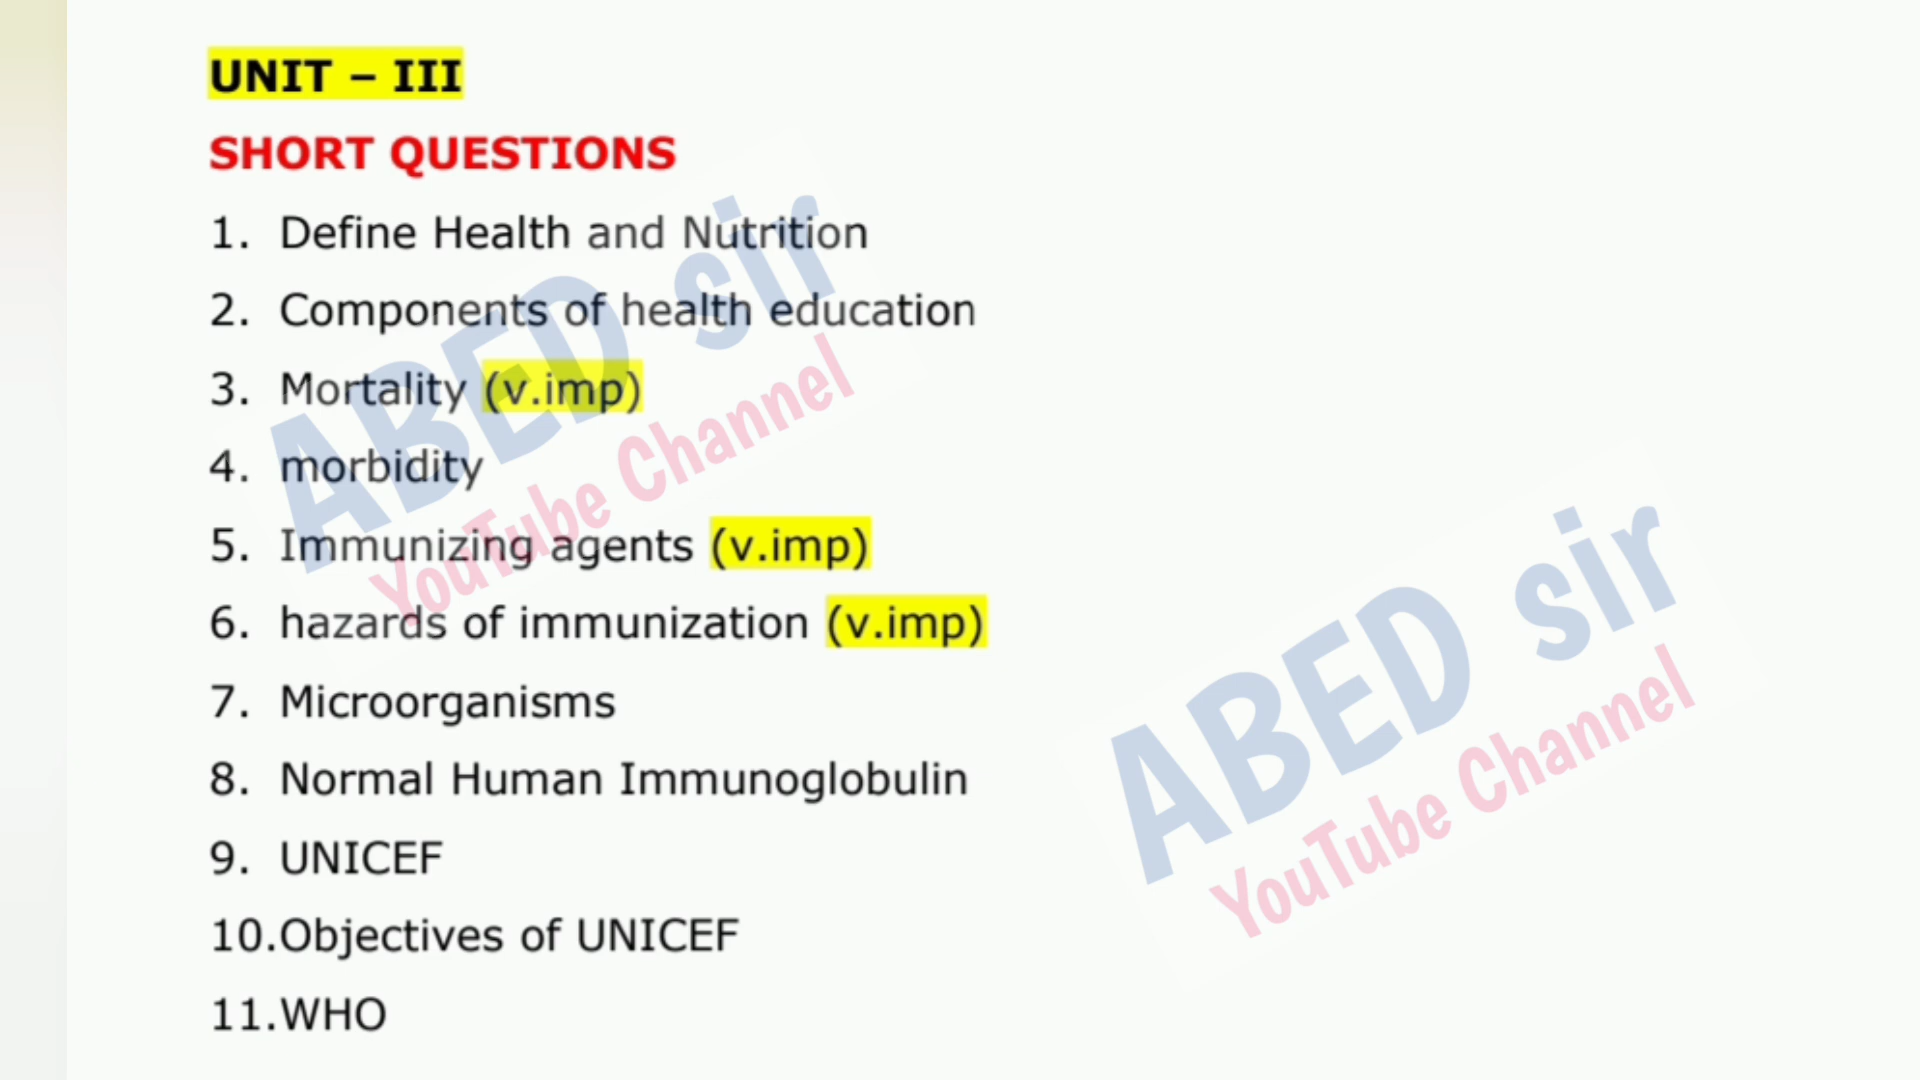 UNIT – III
SHORT QUESTIONS
1. Define Health and Nutrition
2. Components of health education
3. Mortality (v.imp)
4. morbidity
5. Immunizing agents (v.imp)
6. hazards of immunization (v.imp)
7. Microorganisms
8. Normal Human Immunoglobulin
9. UNICEF
10.Objectives of UNICEF
11.WHO
ABED sir
YouTube Channel
ABED sir
YouTube Channel